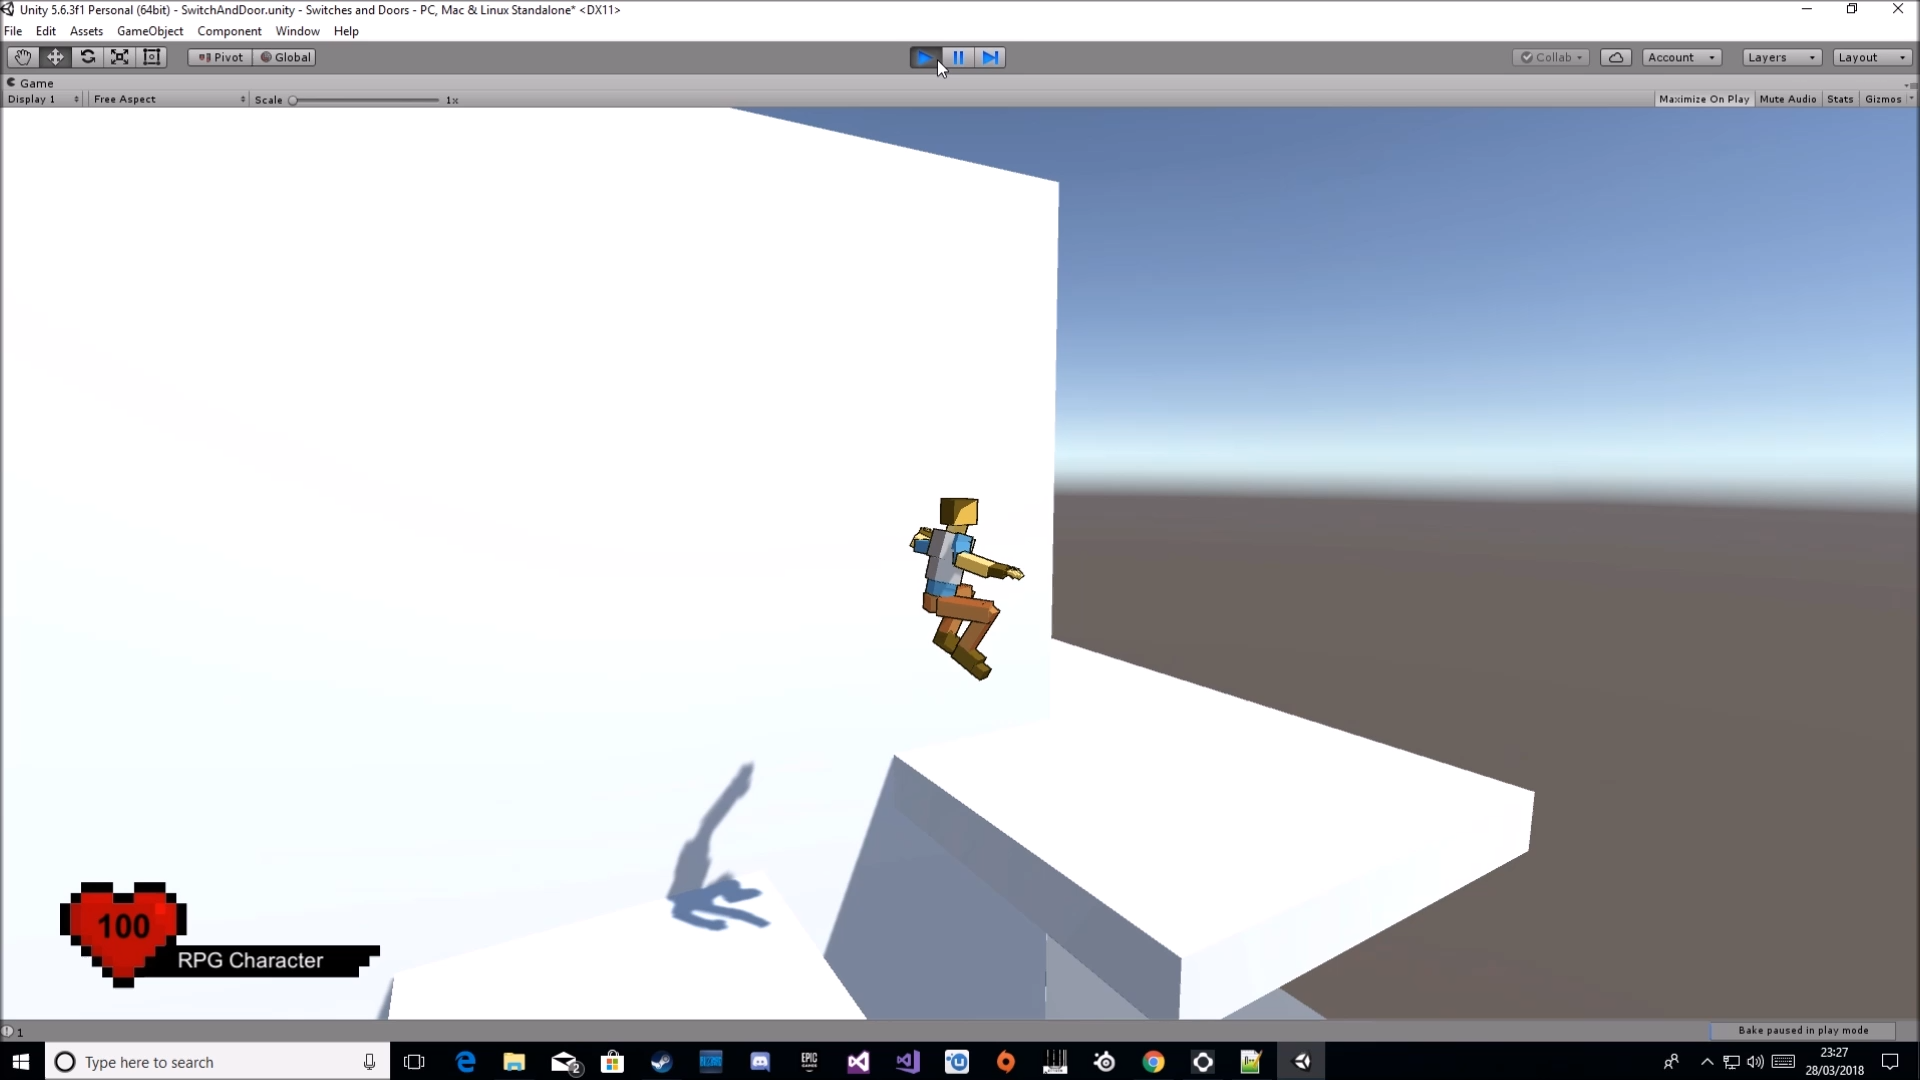 Unity 5.6.3f1 Personal (64bit) - SwitchAndDoor.unity - Switches and Doors - PC, Mac & Linux Standalone* <DX11>
File Edit Assets GameObject Component Window Help
Pivot Global Collab Account Layers Layout
Game
Display 1 Free Aspect Scale 1x Maximize On Play Mute Audio Stats Gizmos
100
RPG Character
1 Bake paused in play mode
Type here to search 2 EPIC GAMES 23:27
28/03/2018